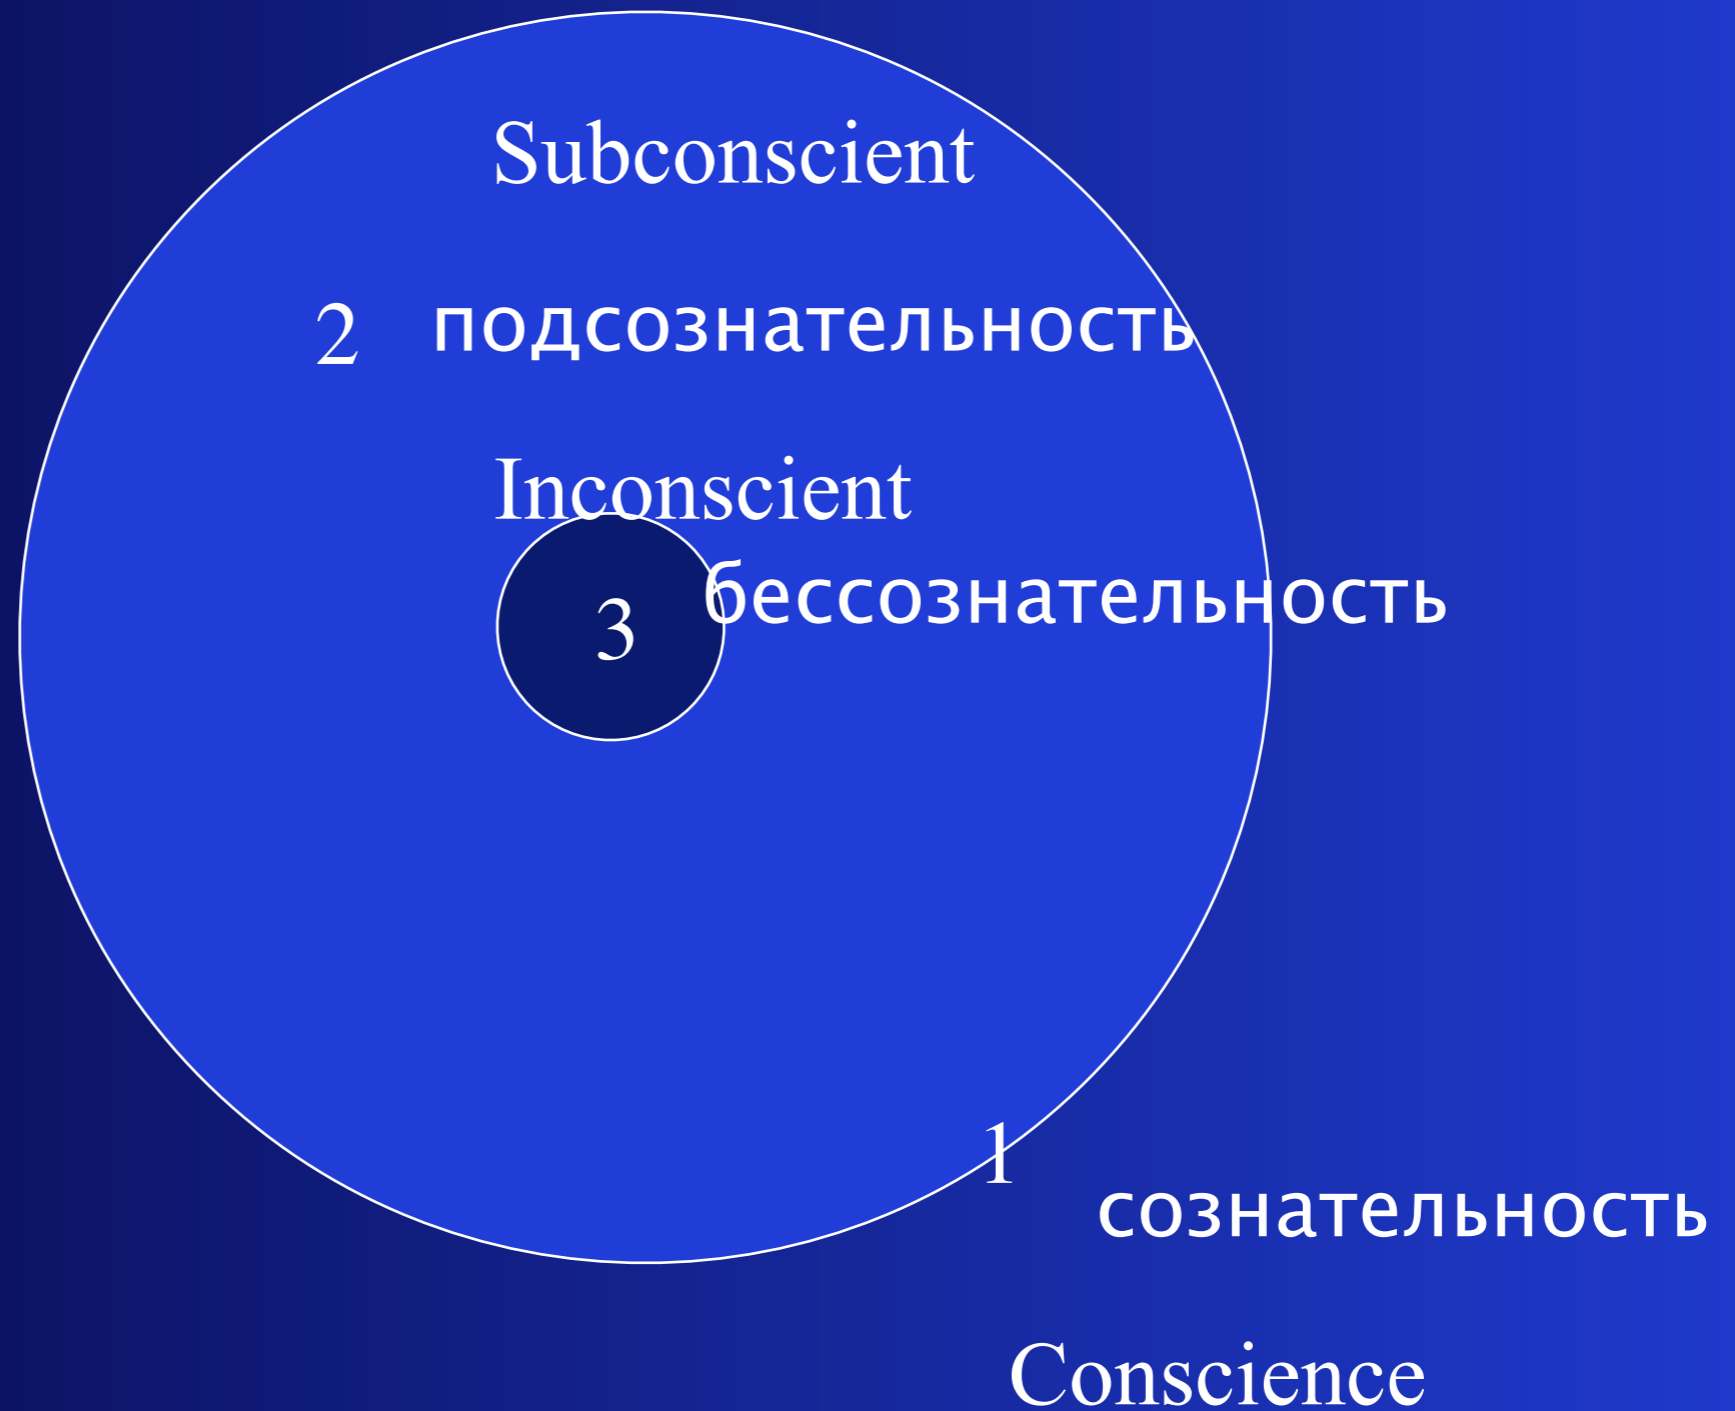 Subconscient
2 подсознательность
Inconscient
бессознательность
3
1
сознательность
Conscience